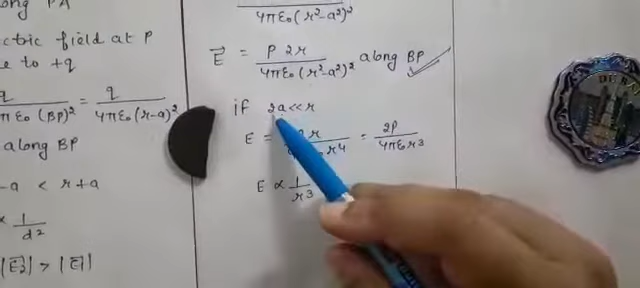 ong PA
ctric field at P
e to +q
q/πε₀(BP)² = q/4πε₀(r-a)²
along BP
-a < r+a
∝ 1/d²
|E₂| > |E₁|
4πε₀(r²-a²)²
E⃗ = P 2r/4πε₀(r²-a²)² along BP
if 2a<<r
E = r/r⁴ = 2P/4πε₀r³
E ∝ 1/r³